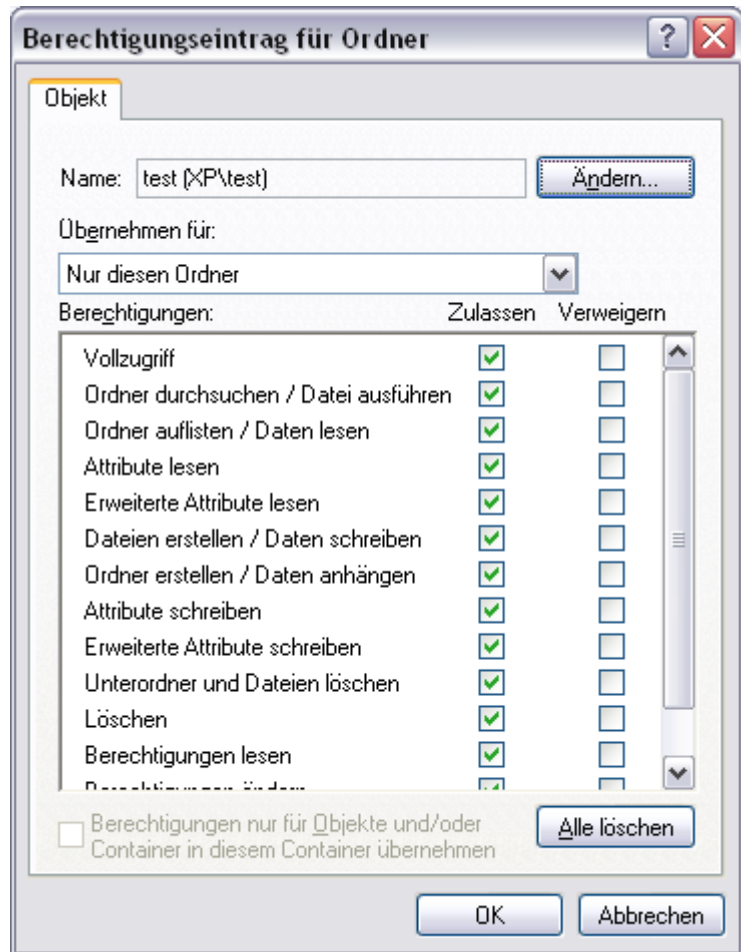 Berechtigungseintrag für Ordner
Objekt
Name: test (XP\test) Ändern...
Übernehmen für:
Nur diesen Ordner
Berechtigungen: Zulassen Verweigern
Vollzugriff
Ordner durchsuchen / Datei ausführen
Ordner auflisten / Daten lesen
Attribute lesen
Erweiterte Attribute lesen
Dateien erstellen / Daten schreiben
Ordner erstellen / Daten anhängen
Attribute schreiben
Erweiterte Attribute schreiben
Unterordner und Dateien löschen
Löschen
Berechtigungen lesen
Berechtigungen ändern
Berechtigungen nur für Objekte und/oder Alle löschen
Container in diesem Container übernehmen
OK Abbrechen